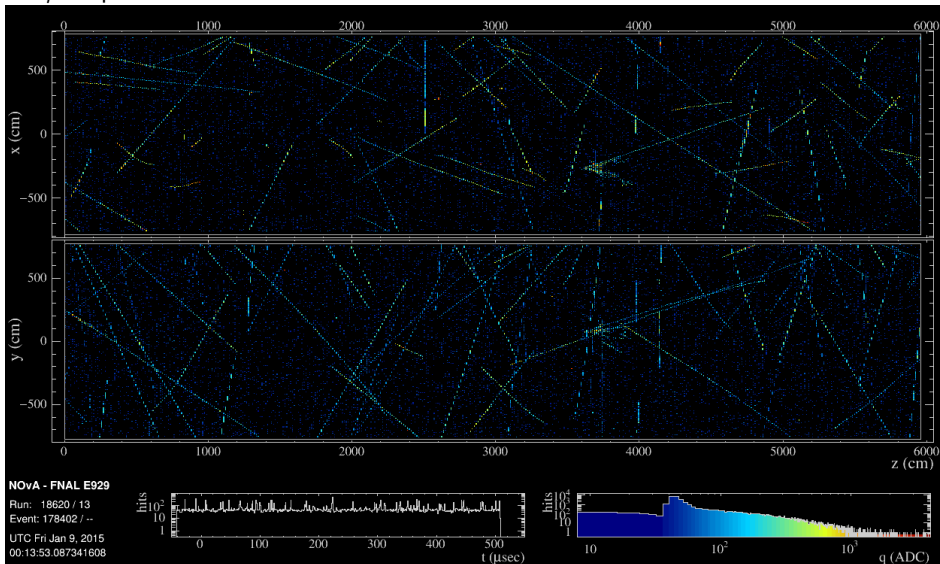 0 1000 2000 3000 4000 5000 6000
500
0
−500
x (cm)
500
0
−500
y (cm)
0 1000 2000 3000 4000 5000 6000
z (cm)
NOvA - FNAL E929
Run: 18620 / 13
Event: 178402 / --
UTC Fri Jan 9, 2015
00:13:53.087341608
hits
10²
10
1
0 100 200 300 400 500
t (μsec)
hits
10⁴
10³
10²
10
1
10 10² 10³
q (ADC)